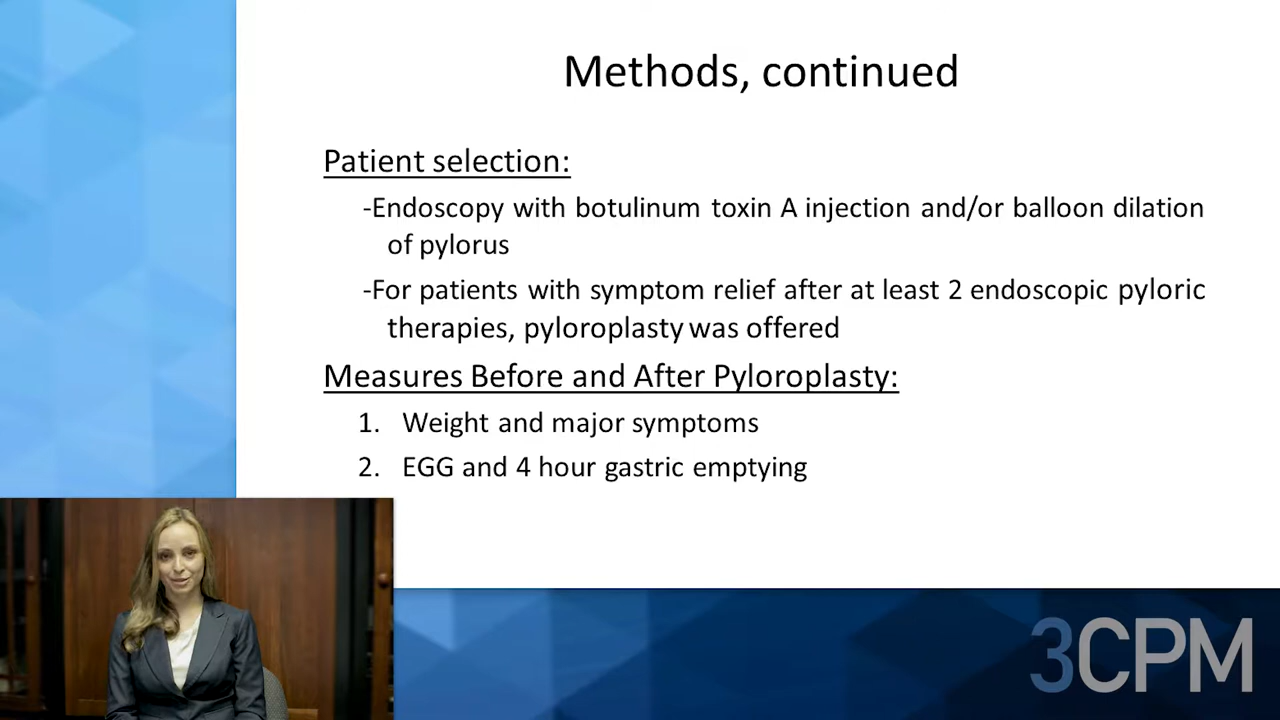 Methods, continued
Patient selection:
-Endoscopy with botulinum toxin A injection and/or balloon dilation
of pylorus
-For patients with symptom relief after at least 2 endoscopic pyloric
therapies, pyloroplasty was offered
Measures Before and After Pyloroplasty:
1. Weight and major symptoms
2. EGG and 4 hour gastric emptying
3CPM